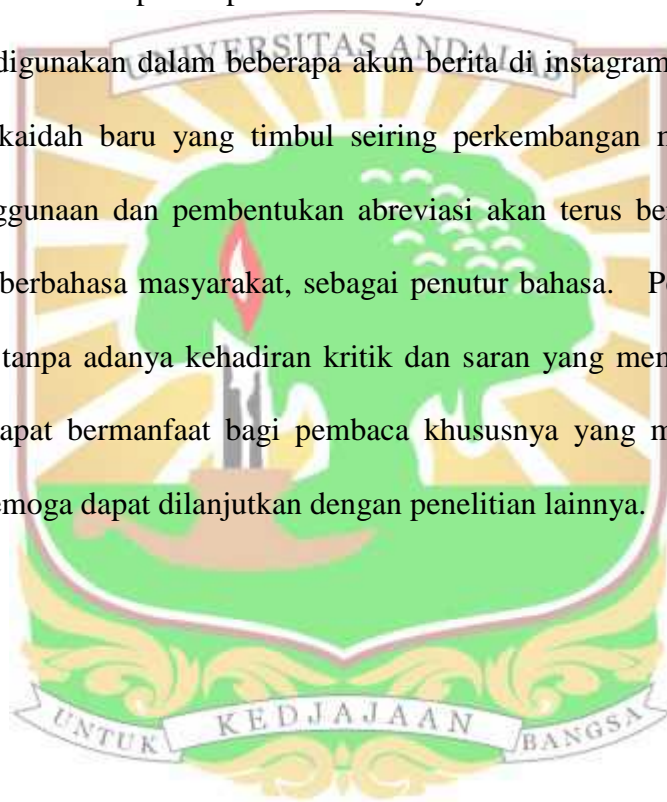 UNIVERSITAS ANDALAS
digunakan dalam beberapa akun berita di instagram
kaidah baru yang timbul seiring perkembangan
ggunaan dan pembentukan abreviasi akan terus
berbahasa masyarakat, sebagai penutur bahasa.
tanpa adanya kehadiran kritik dan saran yang
apat bermanfaat bagi pembaca khususnya yang
emoga dapat dilanjutkan dengan penelitian lainnya.
UNTUK KEDJAJAAN BANGSA